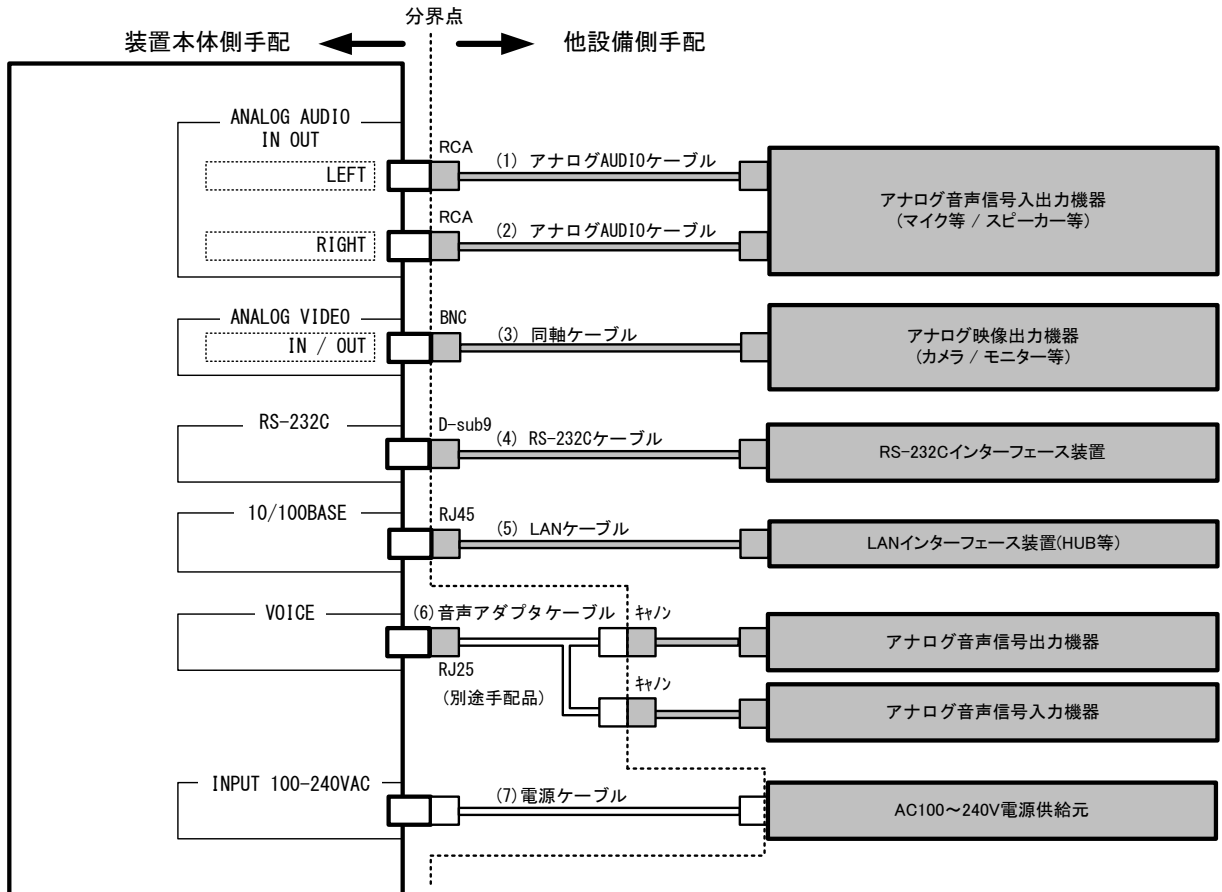 分界点
装置本体側手配
他設備側手配
ANALOG AUDIO
IN OUT
LEFT
RCA
(1) アナログAUDIOケーブル
RIGHT
RCA
(2) アナログAUDIOケーブル
アナログ音声信号入出力機器
(マイク等 / スピーカー等)
ANALOG VIDEO
IN / OUT
BNC
(3) 同軸ケーブル
アナログ映像出力機器
(カメラ / モニター等)
RS-232C
D-sub9
(4) RS-232Cケーブル
RS-232Cインターフェース装置
10/100BASE
RJ45
(5) LANケーブル
LANインターフェース装置(HUB等)
VOICE
(6)音声アダプタケーブル
RJ25
(別途手配品)
ｷｬﾉﾝ
アナログ音声信号出力機器
ｷｬﾉﾝ
アナログ音声信号入力機器
INPUT 100-240VAC
(7)電源ケーブル
AC100～240V電源供給元